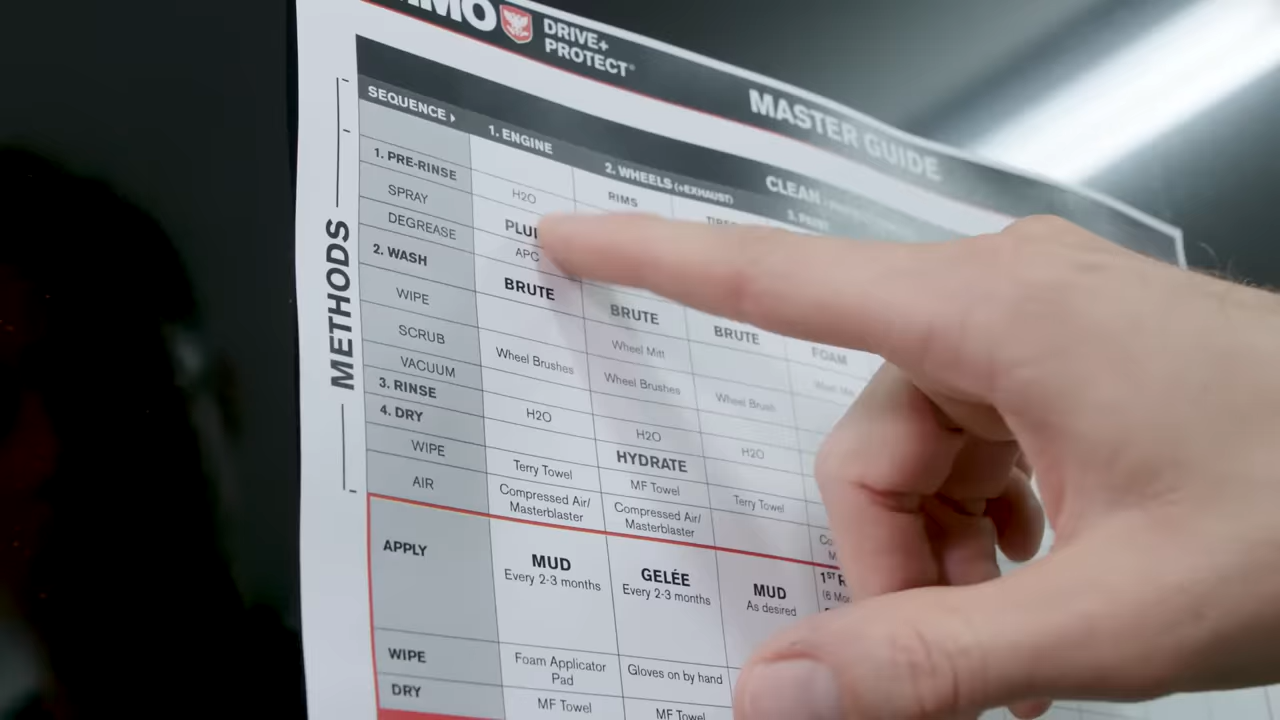 DRIVE+
PROTECT®
MASTER GUIDE
METHODS
SEQUENCE 1. ENGINE 2. WHEELS (+EXHAUST) CLEAN
RIMS
1. PRE-RINSE
SPRAY H2O
DEGREASE APC
2. WASH BRUTE BRUTE BRUTE FOAM
WIPE Wheel Mitt
SCRUB Wheel Brushes Wheel Brushes Wheel Brush
VACUUM
3. RINSE H2O H2O H2O
4. DRY HYDRATE
WIPE Terry Towel MF Towel Terry Towel
AIR Compressed Air/ Compressed Air/
Masterblaster Masterblaster
APPLY MUD GELÉE MUD 1ST
Every 2-3 months Every 2-3 months As desired
WIPE Foam Applicator Gloves on by hand
Pad
DRY MF Towel MF Towel